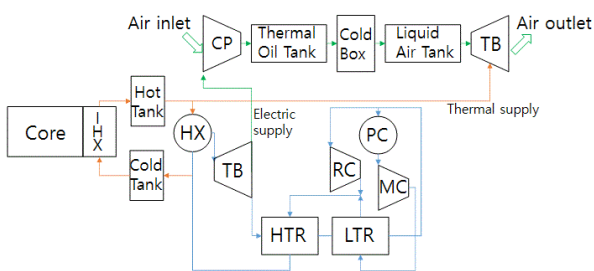 Air inlet
Air outlet
CP
Thermal
Oil Tank
Cold
Box
Liquid
Air Tank
TB
Hot
Tank
Electric
supply
Thermal supply
Core
I
H
X
HX
PC
Cold
Tank
TB
RC
MC
HTR
LTR